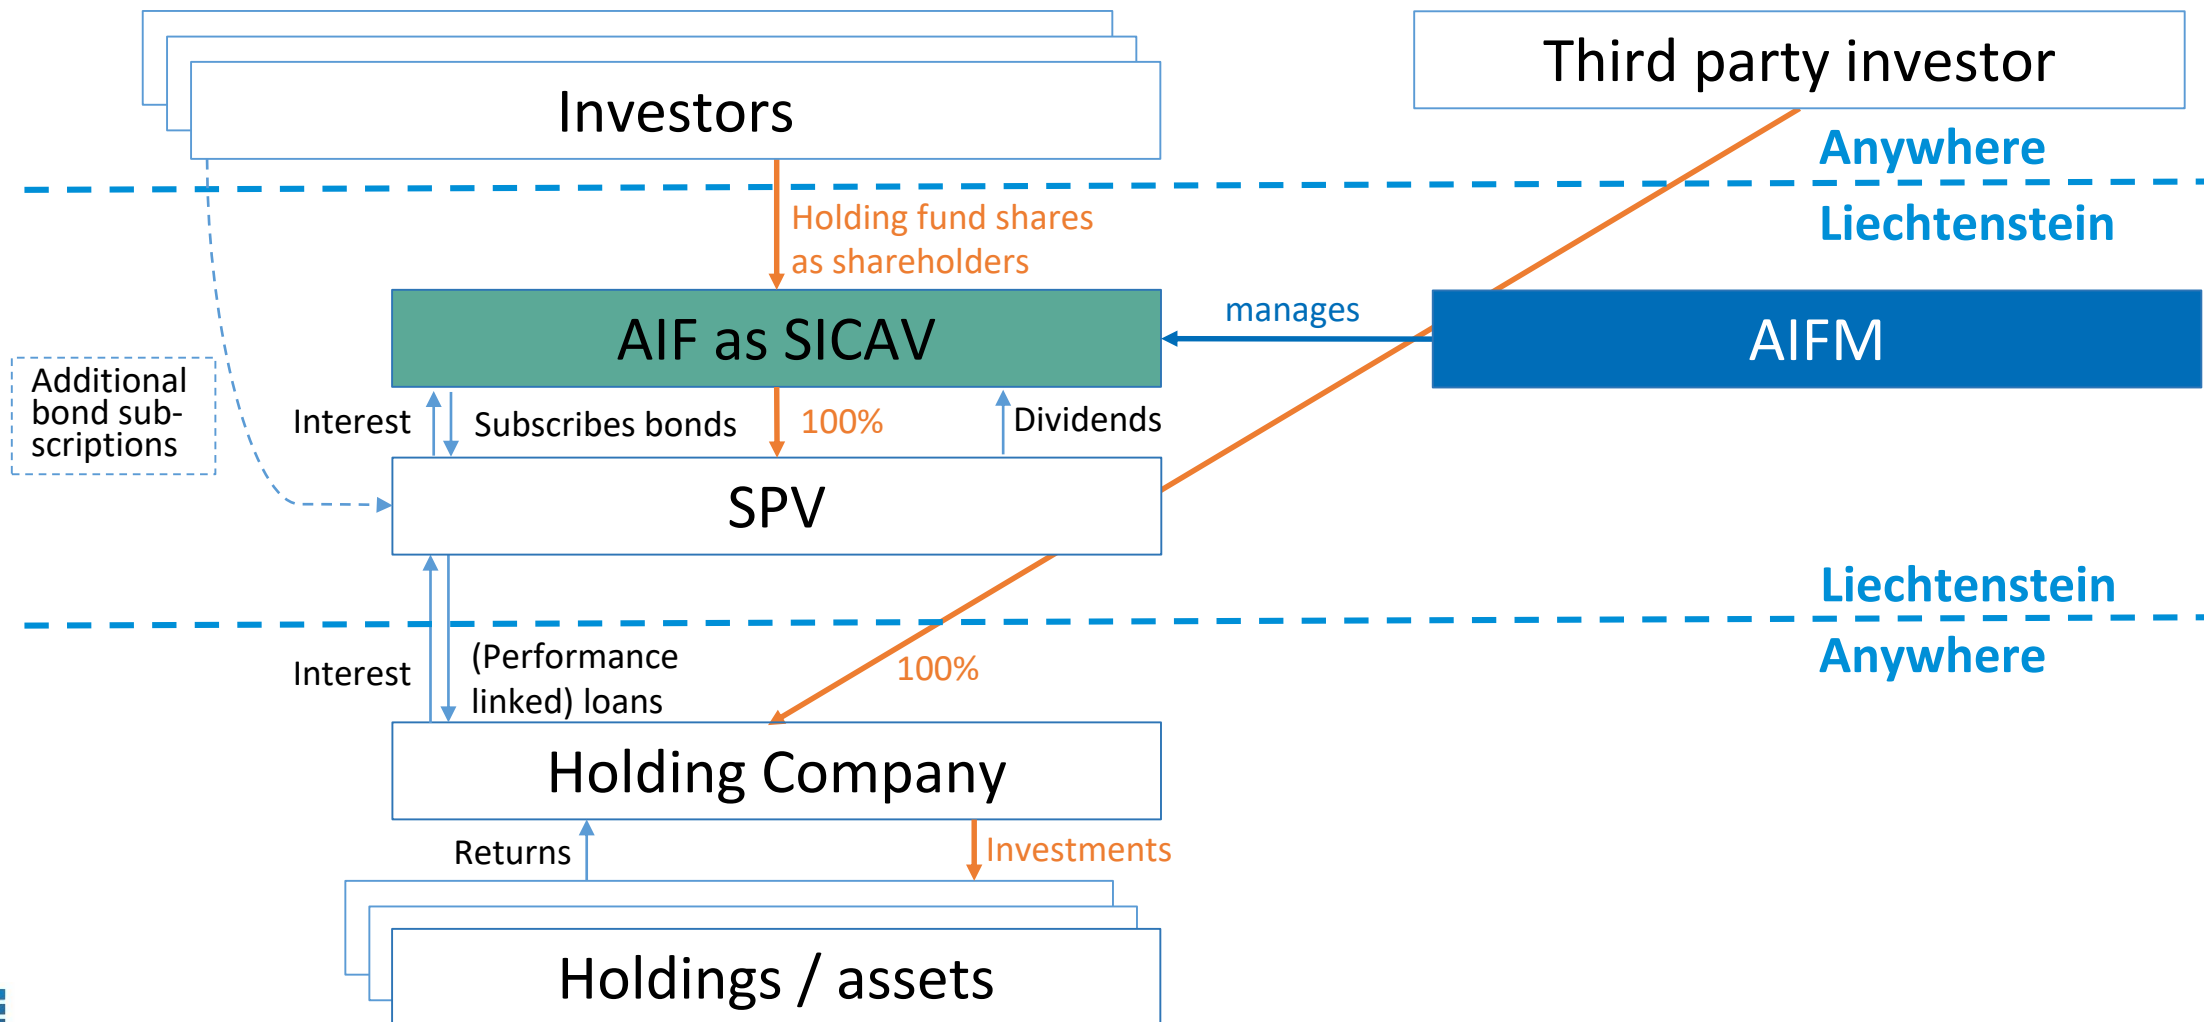 Investors
Third party investor
Anywhere
Holding fund shares
as shareholders
Liechtenstein
AIF as SICAV
manages
AIFM
Additional
bond sub-
scriptions
Interest
Subscribes bonds
100%
Dividends
SPV
Liechtenstein
Anywhere
Interest
(Performance
linked) loans
100%
Holding Company
Returns
Investments
Holdings / assets